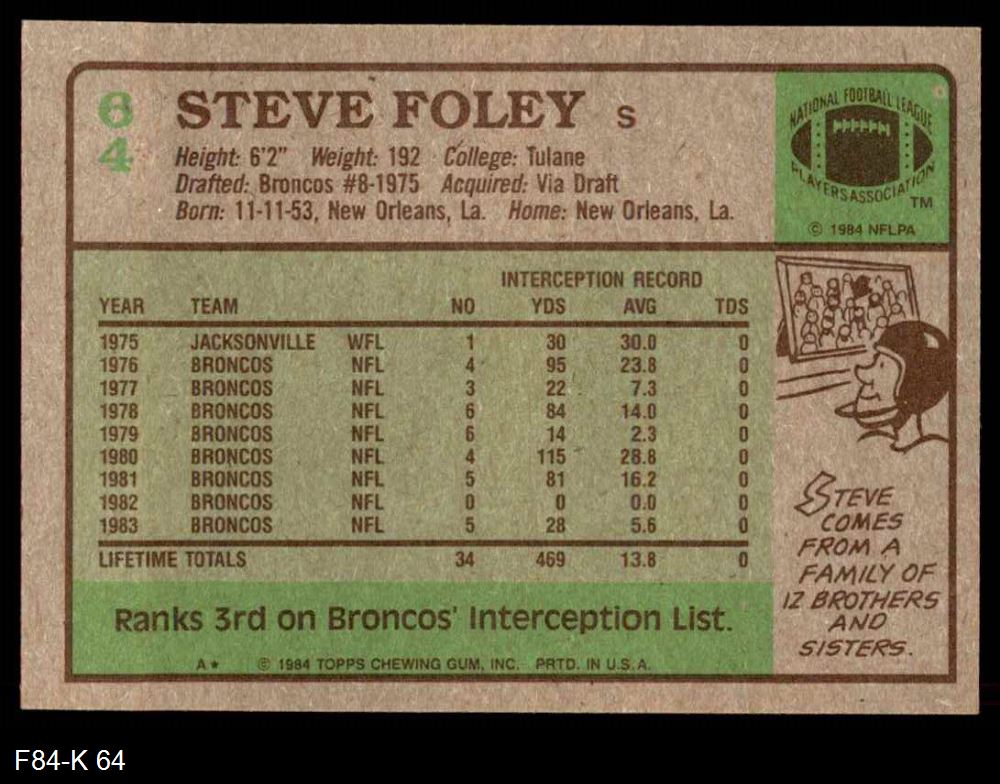 64
STEVE FOLEY S
Height: 6'2" Weight: 192 College: Tulane
Drafted: Broncos #8-1975 Acquired: Via Draft
Born: 11-11-53, New Orleans, La. Home: New Orleans, La.
NATIONAL FOOTBALL LEAGUE
PLAYERS ASSOCIATION
TM
© 1984 NFLPA
INTERCEPTION RECORD
YEAR TEAM NO YDS AVG TDS
1975 JACKSONVILLE WFL 1 30 30.0 0
1976 BRONCOS NFL 4 95 23.8 0
1977 BRONCOS NFL 3 22 7.3 0
1978 BRONCOS NFL 6 84 14.0 0
1979 BRONCOS NFL 6 14 2.3 0
1980 BRONCOS NFL 4 115 28.8 0
1981 BRONCOS NFL 5 81 16.2 0
1982 BRONCOS NFL 0 0 0.0 0
1983 BRONCOS NFL 5 28 5.6 0
LIFETIME TOTALS 34 469 13.8 0
Ranks 3rd on Broncos' Interception List.
A* © 1984 TOPPS CHEWING GUM, INC. PRTD. IN U.S.A.
STEVE
COMES
FROM A
FAMILY OF
12 BROTHERS
AND
SISTERS.
F84-K 64